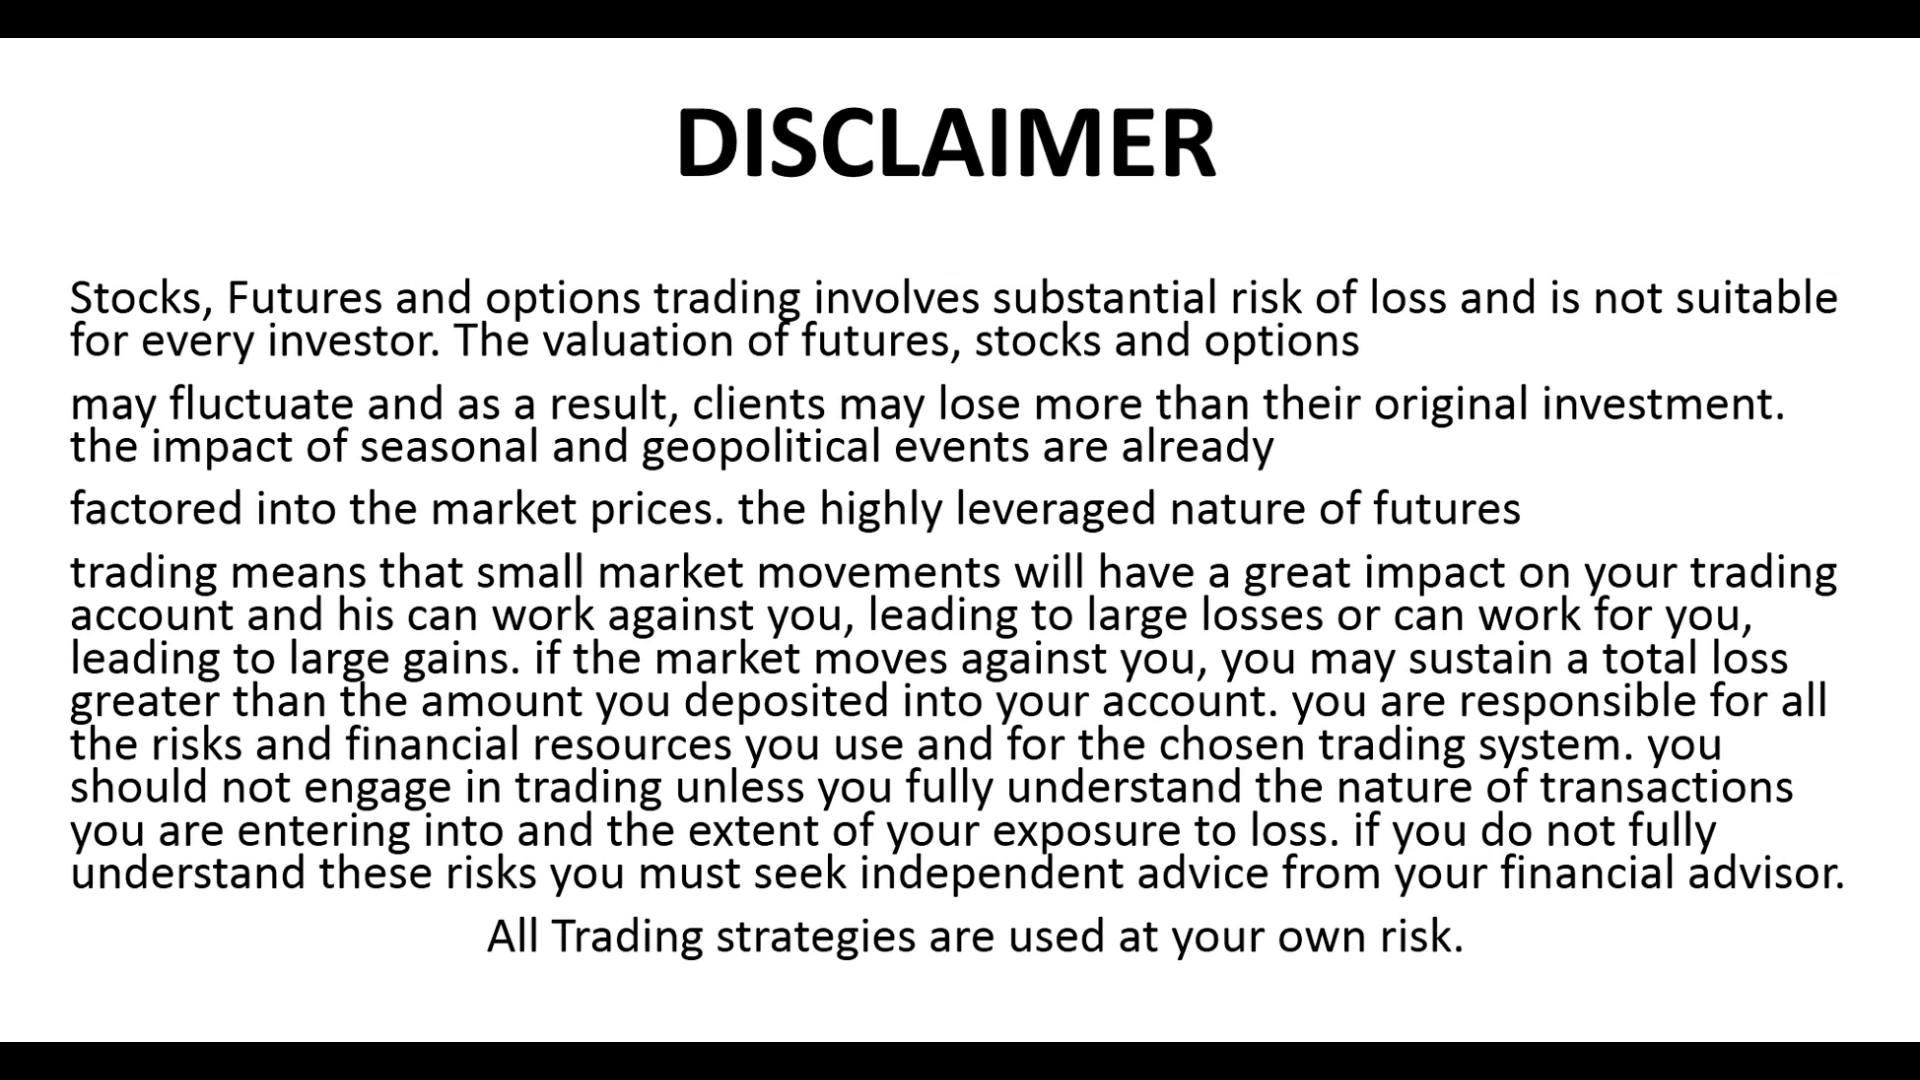 DISCLAIMER
Stocks, Futures and options trading involves substantial risk of loss and is not suitable
for every investor. The valuation of futures, stocks and options
may fluctuate and as a result, clients may lose more than their original investment.
the impact of seasonal and geopolitical events are already
factored into the market prices. the highly leveraged nature of futures
trading means that small market movements will have a great impact on your trading
account and his can work against you, leading to large losses or can work for you,
leading to large gains. if the market moves against you, you may sustain a total loss
greater than the amount you deposited into your account. you are responsible for all
the risks and financial resources you use and for the chosen trading system. you
should not engage in trading unless you fully understand the nature of transactions
you are entering into and the extent of your exposure to loss. if you do not fully
understand these risks you must seek independent advice from your financial advisor.
All Trading strategies are used at your own risk.